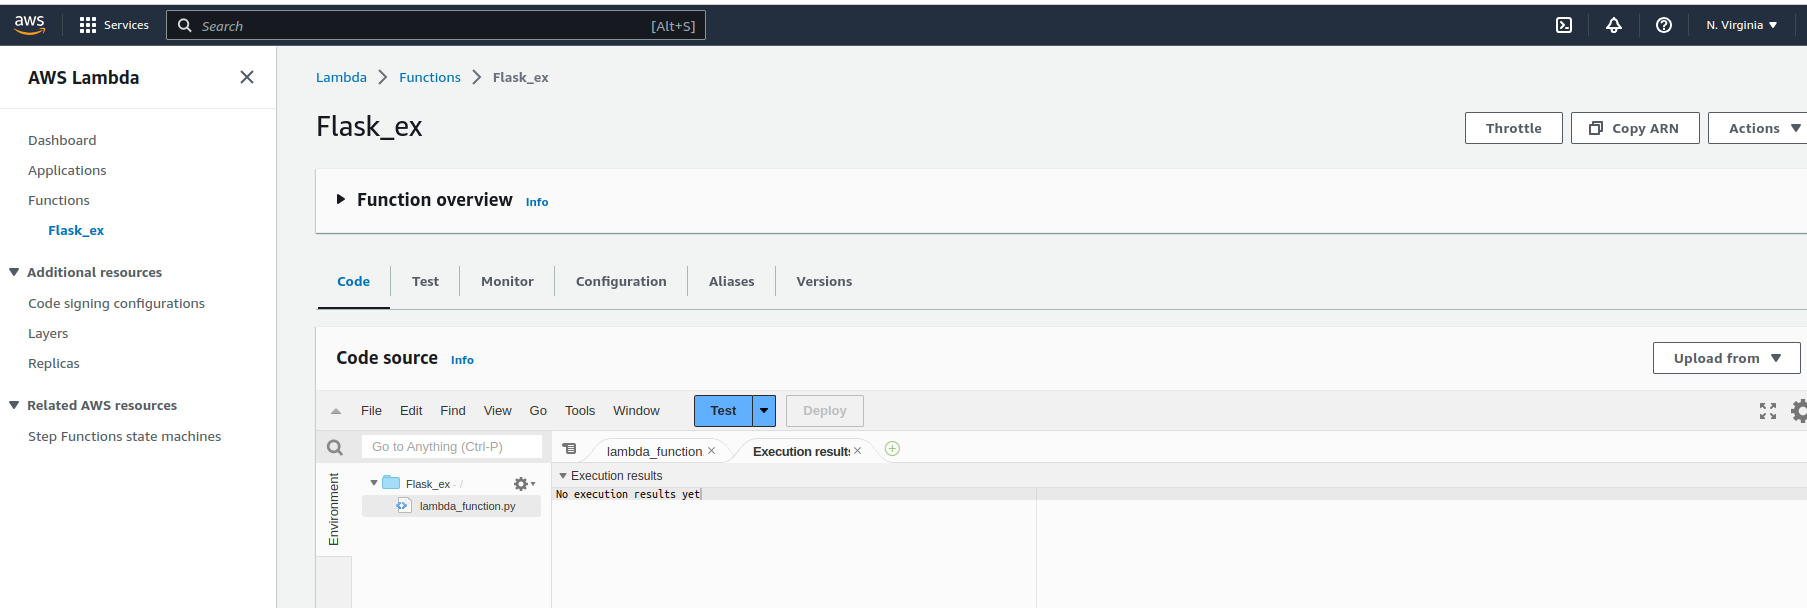 aws Services Search [Alt+S] N. Virginia
AWS Lambda
Dashboard
Applications
Functions
Flask_ex
Additional resources
Code signing configurations
Layers
Replicas
Related AWS resources
Step Functions state machines
Lambda Functions Flask_ex
Flask_ex
Throttle Copy ARN Actions
Function overview Info
Code Test Monitor Configuration Aliases Versions
Code source Info
Upload from
File Edit Find View Go Tools Window Test Deploy
Go to Anything (Ctrl-P)
lambda_function Execution results
Environment
Flask_ex - /
lambda_function.py
Execution results
No execution results yet